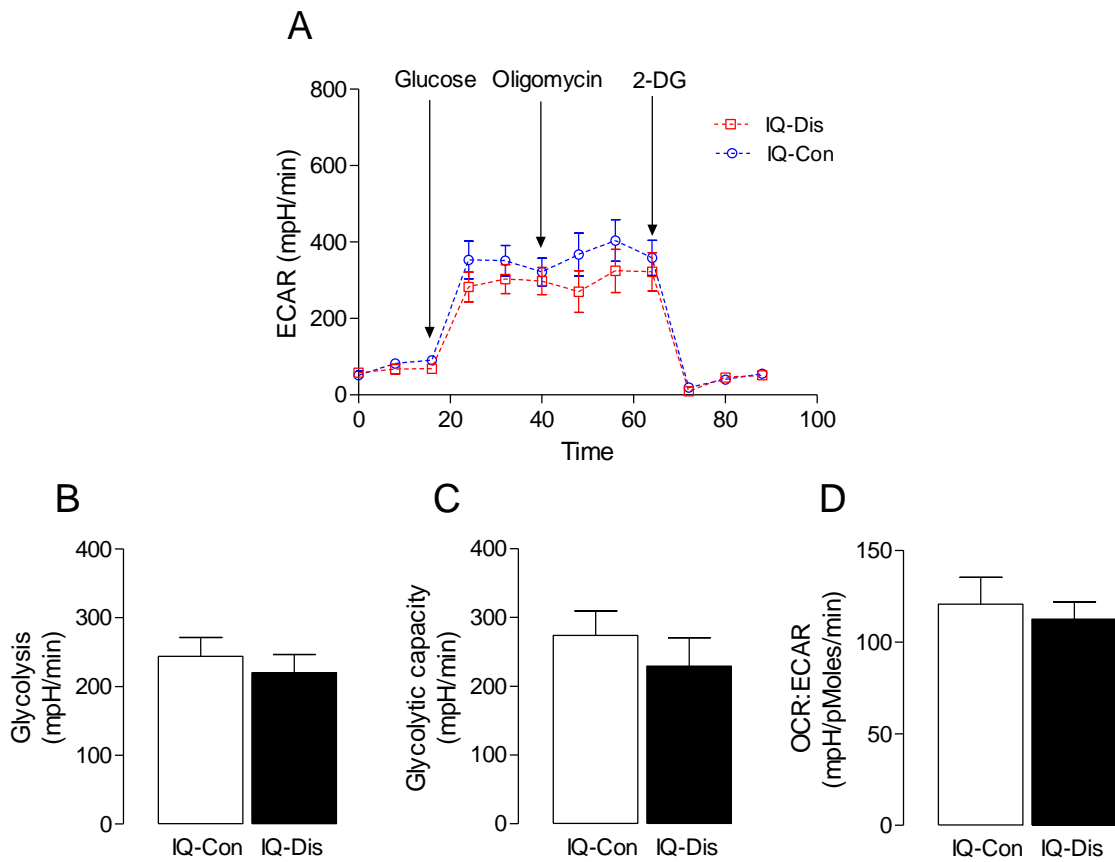 A
Glucose Oligomycin 2-DG
800
600
400
200
0
ECAR (mpH/min)
0 20 40 60 80 100
Time
IQ-Dis
IQ-Con
B
400
300
200
100
0
Glycolysis
(mpH/min)
IQ-Con IQ-Dis
C
400
300
200
100
0
Glycolytic capacity
(mpH/min)
IQ-Con IQ-Dis
D
150
100
50
0
OCR:ECAR
(mpH/pMoles/min)
IQ-Con IQ-Dis